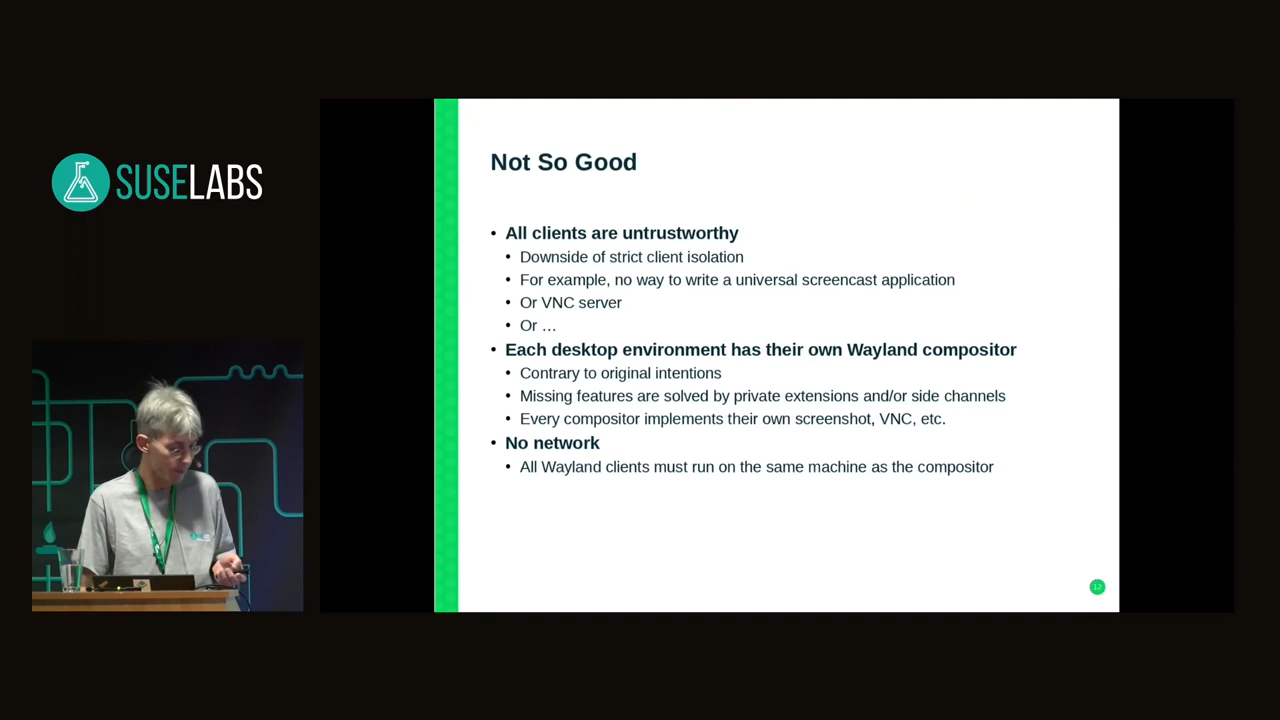 SUSELABS
Not So Good
• All clients are untrustworthy
• Downside of strict client isolation
• For example, no way to write a universal screencast application
• Or VNC server
• Or …
• Each desktop environment has their own Wayland compositor
• Contrary to original intentions
• Missing features are solved by private extensions and/or side channels
• Every compositor implements their own screenshot, VNC, etc.
• No network
• All Wayland clients must run on the same machine as the compositor
12